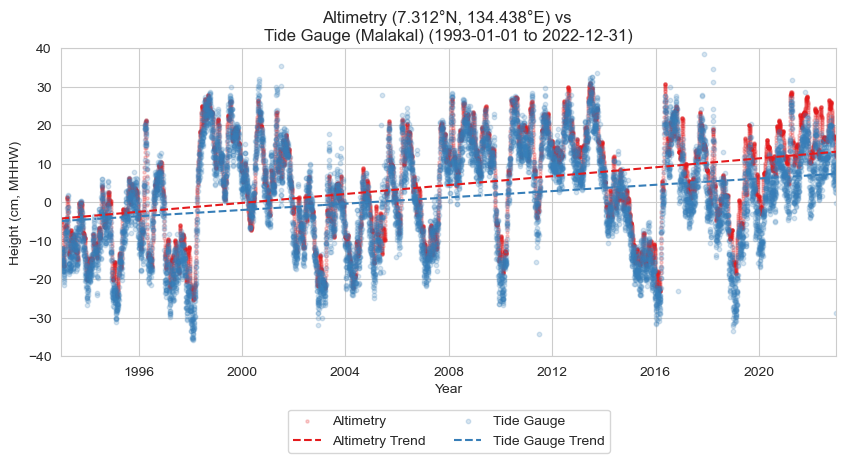 Altimetry (7.312°N, 134.438°E) vs
Tide Gauge (Malakal) (1993-01-01 to 2022-12-31)
Height (cm, MHHW)
40
30
20
10
0
−10
−20
−30
−40
1996 2000 2004 2008 2012 2016 2020
Year
Altimetry Tide Gauge
Altimetry Trend Tide Gauge Trend